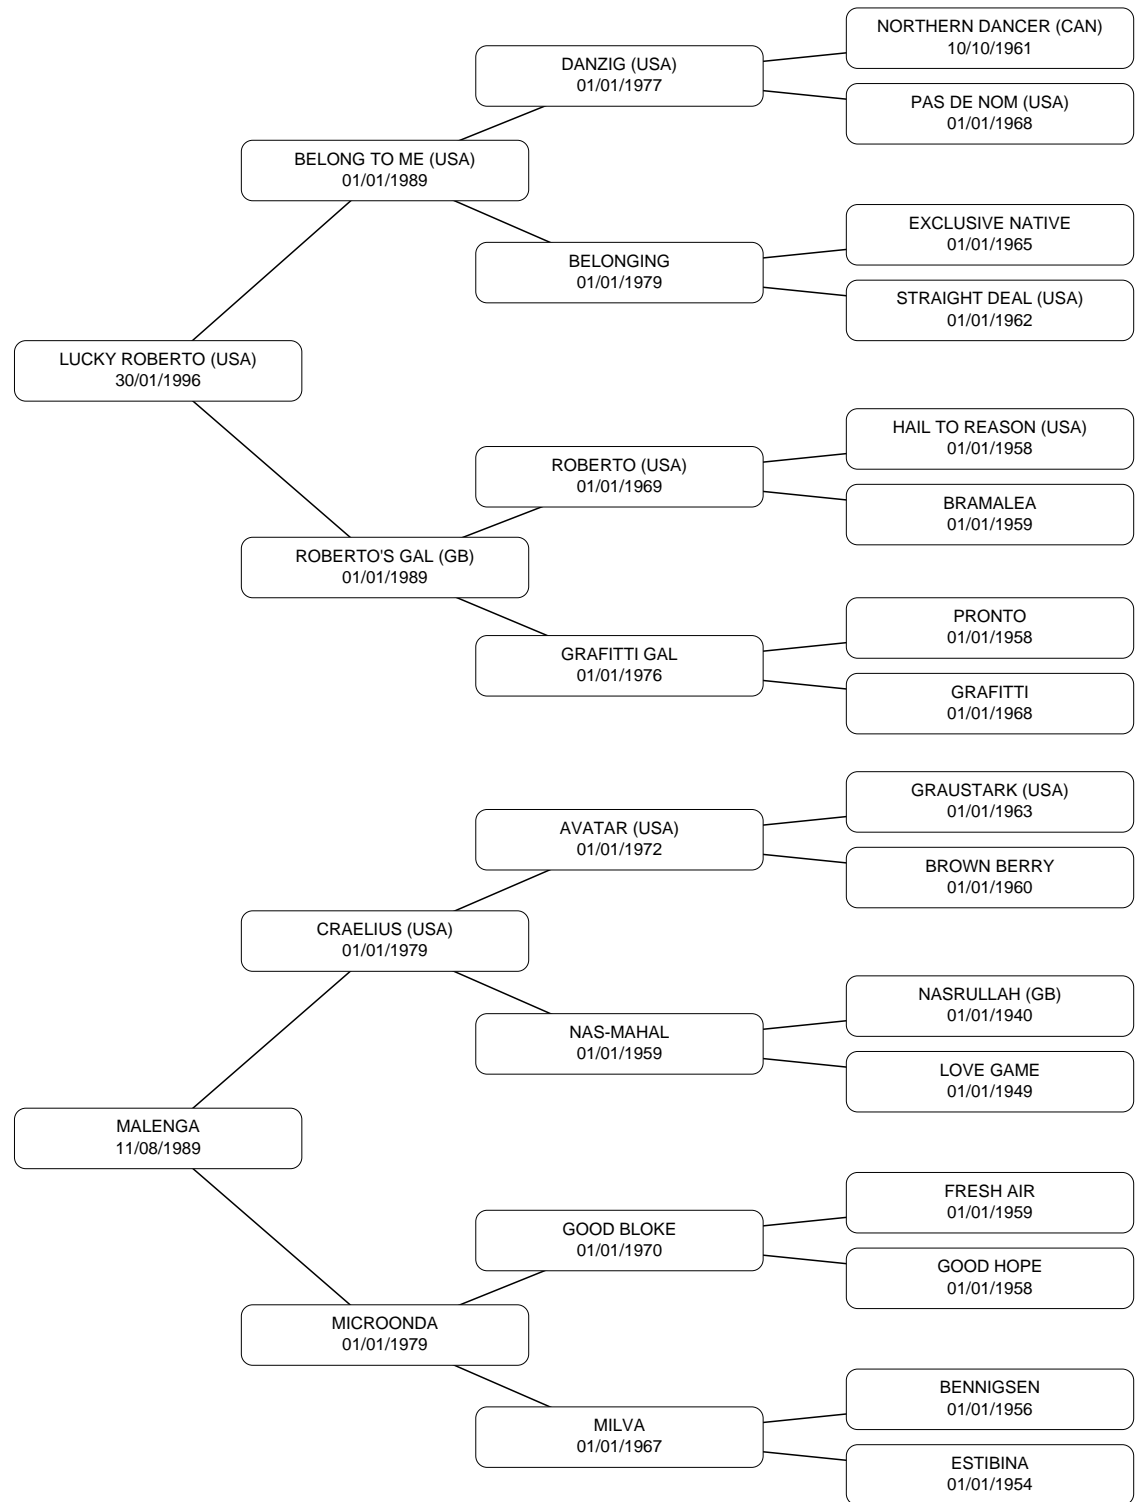 NORTHERN DANCER (CAN)
10/10/1961
DANZIG (USA)
01/01/1977
PAS DE NOM (USA)
01/01/1968
BELONG TO ME (USA)
01/01/1989
EXCLUSIVE NATIVE
01/01/1965
BELONGING
01/01/1979
STRAIGHT DEAL (USA)
01/01/1962
LUCKY ROBERTO (USA)
30/01/1996
HAIL TO REASON (USA)
01/01/1958
ROBERTO (USA)
01/01/1969
BRAMALEA
01/01/1959
ROBERTO'S GAL (GB)
01/01/1989
PRONTO
01/01/1958
GRAFITTI GAL
01/01/1976
GRAFITTI
01/01/1968
GRAUSTARK (USA)
01/01/1963
AVATAR (USA)
01/01/1972
BROWN BERRY
01/01/1960
CRAELIUS (USA)
01/01/1979
NASRULLAH (GB)
01/01/1940
NAS-MAHAL
01/01/1959
LOVE GAME
01/01/1949
MALENGA
11/08/1989
FRESH AIR
01/01/1959
GOOD BLOKE
01/01/1970
GOOD HOPE
01/01/1958
MICROONDA
01/01/1979
BENNIGSEN
01/01/1956
MILVA
01/01/1967
ESTIBINA
01/01/1954